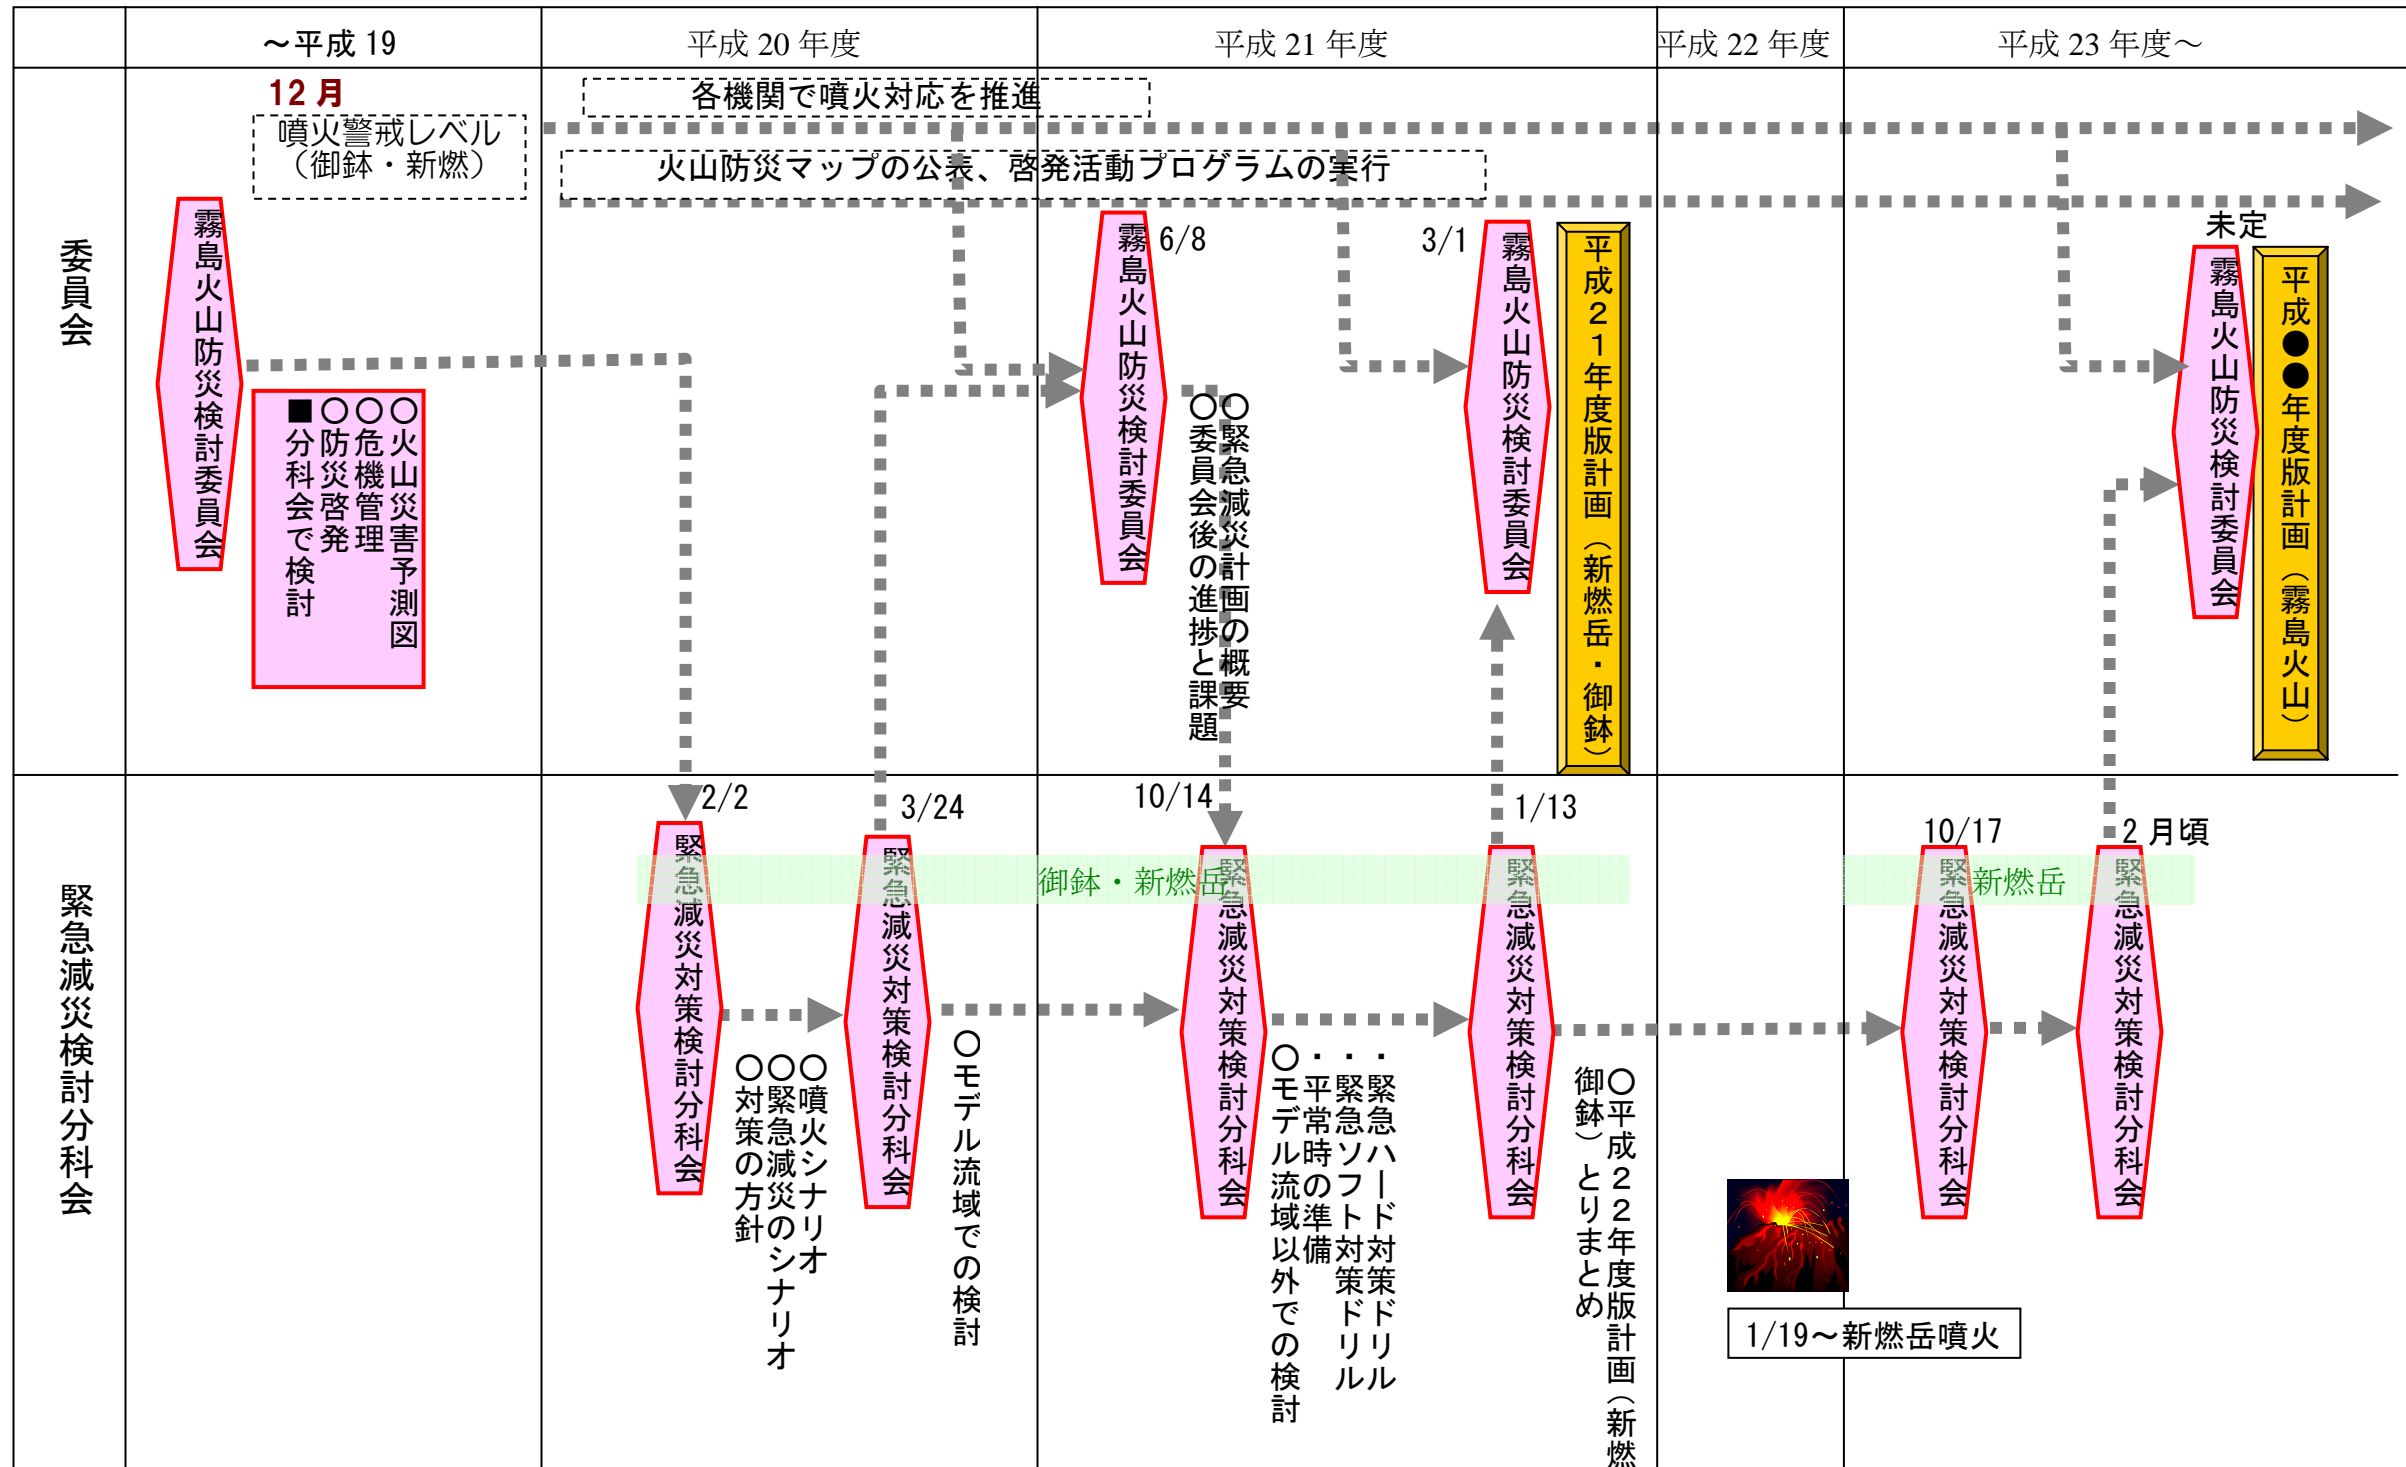 ～平成 19
平成 20 年度
平成 21 年度
平成 22 年度
平成 23 年度～
委員会
12 月
噴火警戒レベル
（御鉢・新燃）
各機関で噴火対応を推進
火山防災マップの公表、啓発活動プログラムの実行
霧島火山防災検討委員会
○火山災害予測図
○危機管理
○防災啓発
■分科会で検討
霧島火山防災検討委員会
6/8
○緊急減災計画の概要
○委員会後の進捗と課題
3/1
霧島火山防災検討委員会
平成２１年度版計画（新燃岳・御鉢）
未定
霧島火山防災検討委員会
平成●●年度版計画（霧島火山）
緊急減災検討分科会
2/2
緊急減災対策検討分科会
○噴火シナリオ
○緊急減災のシナリオ
○対策の方針
3/24
緊急減災対策検討分科会
○モデル流域での検討
御鉢・新燃岳
10/14
緊急減災対策検討分科会
・緊急ハード対策ドリル
・緊急ソフト対策ドリル
・平常時の準備
○モデル流域以外での検討
1/13
緊急減災対策検討分科会
○平成２２年度版計画（新燃
御鉢）とりまとめ
1/19～新燃岳噴火
10/17
緊急減災対策検討分科会
新燃岳
2 月頃
緊急減災対策検討分科会